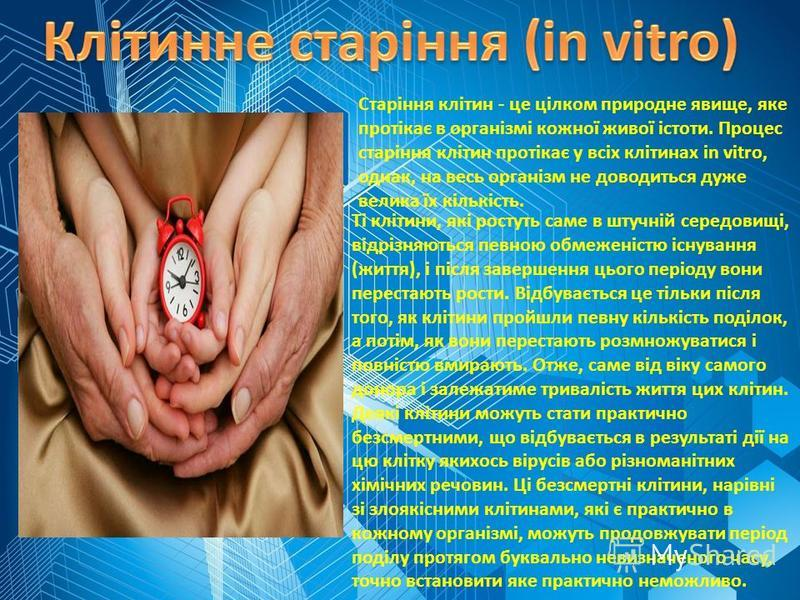 Клітинне старіння (in vitro)
Старіння клітин - це цілком природне явище, яке
протікає в організмі кожної живої істоти. Процес
старіння клітин протікає у всіх клітинах in vitro,
однак, на весь організм не доводиться дуже
велика їх кількість.
Ті клітини, які ростуть саме в штучній середовищі,
відрізняються певною обмеженістю існування
(життя), і після завершення цього періоду вони
перестають рости. Відбувається це тільки після
того, як клітини пройшли певну кількість поділок,
а потім, як вони перестають розмножуватися і
повністю вмирають. Отже, саме від віку самого
донора і залежатиме тривалість життя цих клітин.
Деякі клітини можуть стати практично
безсмертними, що відбувається в результаті дії на
цю клітку якихось вірусів або різноманітних
хімічних речовин. Ці безсмертні клітини, нарівні
зі злоякісними клітинами, які є практично в
кожному організмі, можуть продовжувати період
поділу протягом буквально невизначеного часу,
точно встановити яке практично неможливо.
MyShared